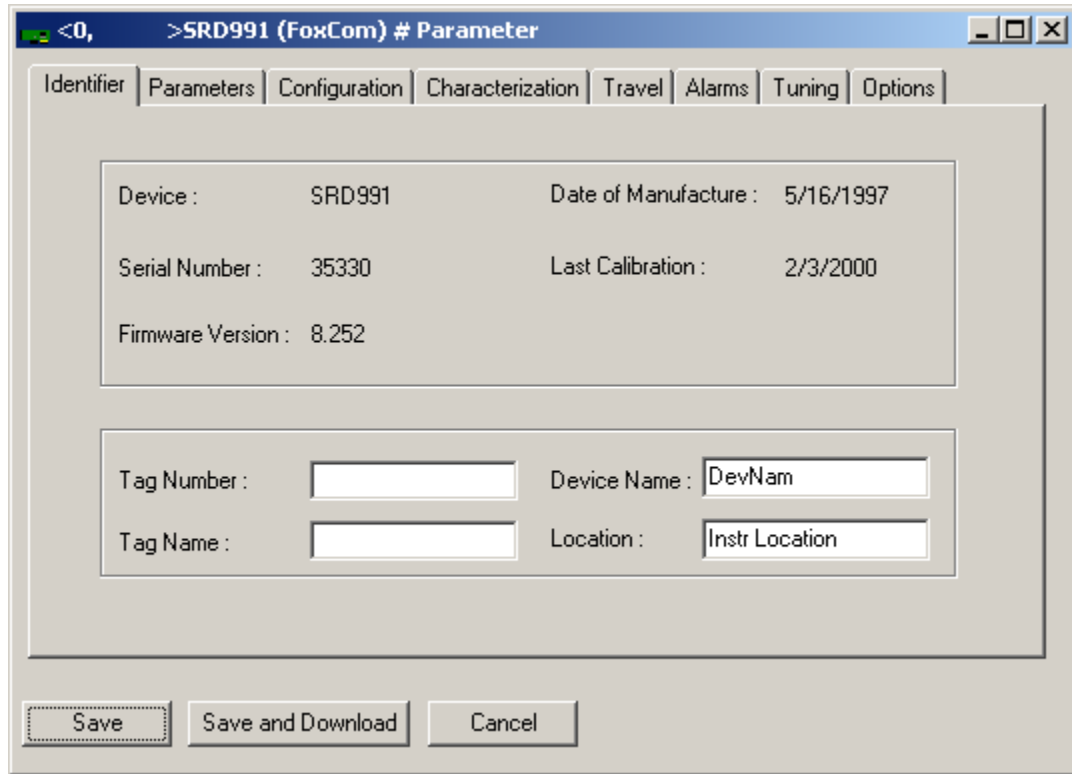 <0, >SRD991 (FoxCom) # Parameter
Identifier Parameters Configuration Characterization Travel Alarms Tuning Options
Device : SRD991 Date of Manufacture : 5/16/1997
Serial Number : 35330 Last Calibration : 2/3/2000
Firmware Version : 8.252
Tag Number : Device Name : DevNam
Tag Name : Location : Instr Location
Save Save and Download Cancel